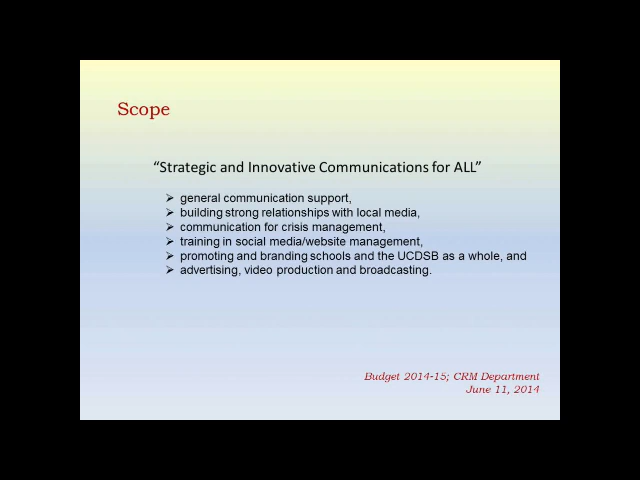 Scope
“Strategic and Innovative Communications for ALL”
➢ general communication support,
➢ building strong relationships with local media,
➢ communication for crisis management,
➢ training in social media/website management,
➢ promoting and branding schools and the UCDSB as a whole, and
➢ advertising, video production and broadcasting.
Budget 2014-15; CRM Department
June 11, 2014